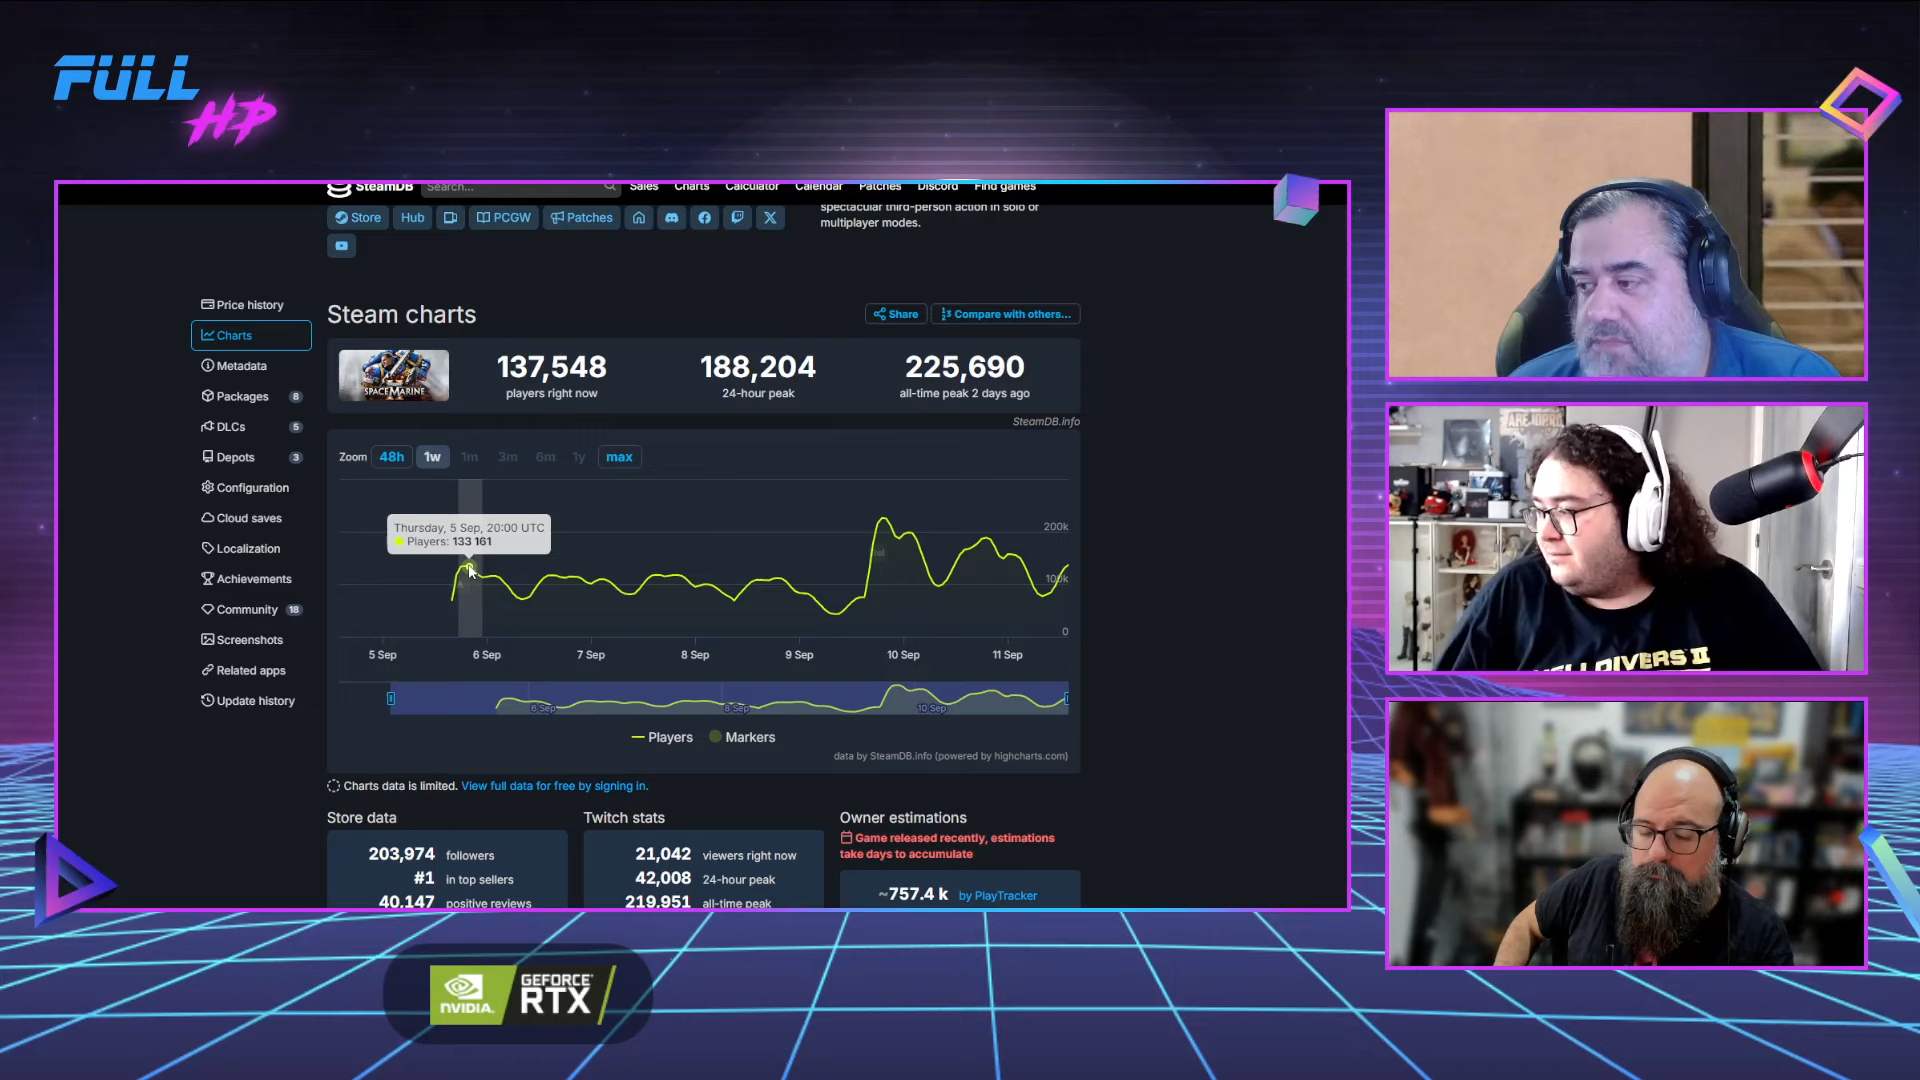 FULL
HP
SteamDB Search... Sales Charts Calculator Calendar Patches Discord Find games
Store Hub PCGW Patches
spectacular third-person action in solo or
multiplayer modes.
Price history
Charts
Metadata
Packages 8
DLCs 5
Depots 3
Configuration
Cloud saves
Localization
Achievements
Community 18
Screenshots
Related apps
Update history
Steam charts
Share
Compare with others...
SPACE MARINE
137,548
players right now
188,204
24-hour peak
225,690
all-time peak 2 days ago
SteamDB.info
Zoom 48h 1w 1m 3m 6m 1y max
Thursday, 5 Sep, 20:00 UTC
Players: 133 161
200k
100k
0
5 Sep 6 Sep 7 Sep 8 Sep 9 Sep 10 Sep 11 Sep
6 Sep 8 Sep 10 Sep
Players Markers
data by SteamDB.info (powered by highcharts.com)
Charts data is limited. View full data for free by signing in.
Store data
203,974 followers
#1 in top sellers
40,147 positive reviews
Twitch stats
21,042 viewers right now
42,008 24-hour peak
219,951 all-time peak
Owner estimations
Game released recently, estimations
take days to accumulate
~757.4 k by PlayTracker
HELLDIVERS II
NVIDIA.
GEFORCE
RTX